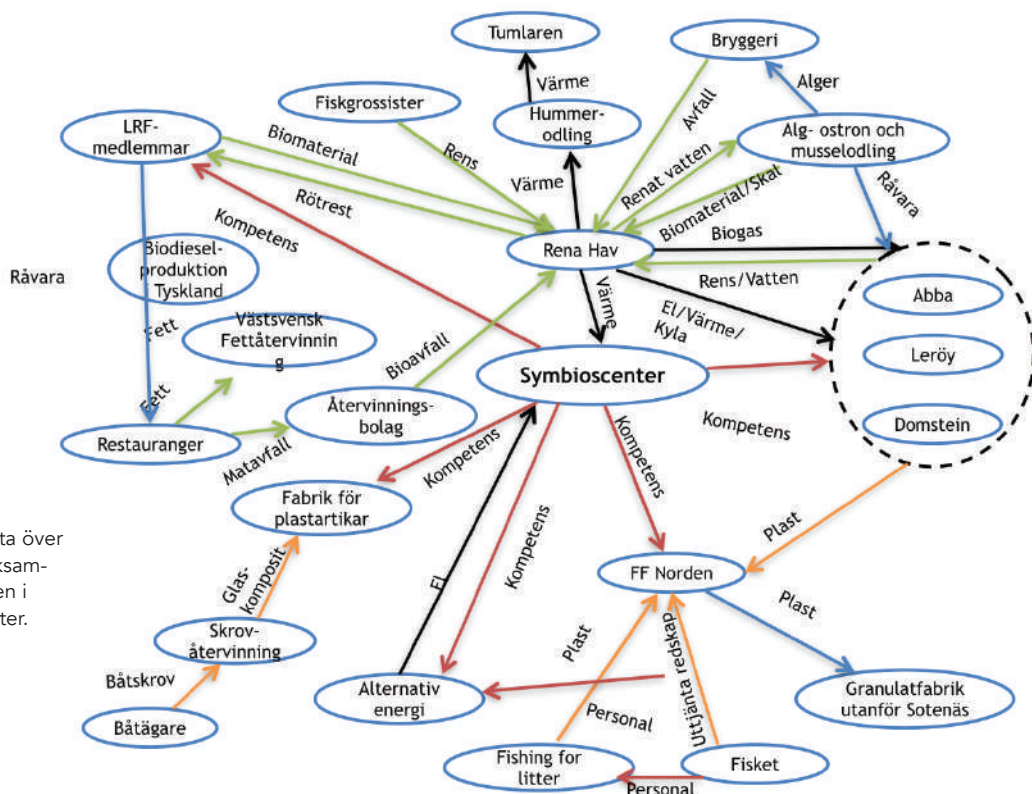 Tumlaren
Bryggeri
Värme
Alger
Fiskgrossister
Hummer-
odling
Avfall
LRF-
medlemmar
Alg- ostron och
musselodling
Biomaterial
Rens
Renat vatten
Värme
Rötrest
Biomaterial/Skal
Råvara
Kompetens
Rena Hav
Biogas
Råvara
Biodiesel-
produktion
i Tyskland
Rens/Vatten
Abba
Värme
El/Värme/
Kyla
Fett
Västsvensk
Fettåtervinnin
g
Bioavfall
Leröy
Symbioscenter
Fett
Återvinnings-
bolag
Kompetens
Domstein
Restauranger
Matavfall
Kompetens
Kompetens
Fabrik för
plastartikar
Kompetens
Plast
ta över
ksam-
en i
ter.
Glas-
komposit
El
FF Norden
Skrov-
återvinning
Plast
Plast
Båtskrov
Uttjänta redskap
Alternativ
energi
Granulatfabrik
utanför Sotenäs
Båtägare
Personal
Fishing for
litter
Fisket
Personal